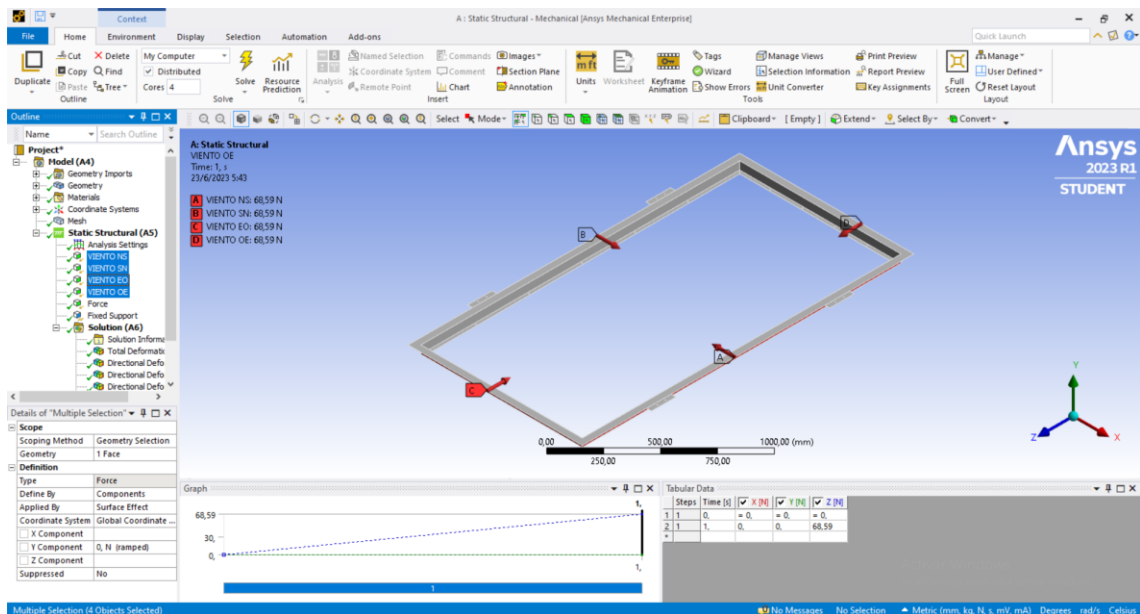 Context
A : Static Structural - Mechanical [Ansys Mechanical Enterprise]
File Home Environment Display Selection Automation Add-ons
Quick Launch
Duplicate
Cut
Copy
Paste
Delete
Find
Tree
Outline
My Computer
Distributed
Cores 4
Solve
Resource Prediction
Solve
Analysis
Named Selection
Coordinate System
Remote Point
Commands
Comment
Chart
Images
Section Plane
Annotation
Insert
Units
Worksheet
Keyframe Animation
Tags
Wizard
Show Errors
Manage Views
Selection Information
Unit Converter
Print Preview
Report Preview
Key Assignments
Tools
Full Screen
Manage
User Defined
Reset Layout
Layout
Outline
Name Search Outline
Select Mode Clipboard [ Empty ] Extend Select By Convert
Project*
Model (A4)
Geometry Imports
Geometry
Materials
Coordinate Systems
Mesh
Static Structural (A5)
Analysis Settings
VIENTO NS
VIENTO SN
VIENTO EO
VIENTO OE
Force
Fixed Support
Solution (A6)
Solution Informa
Total Deformatic
Directional Defo
Directional Defo
Directional Defo
A: Static Structural
VIENTO OE
Time: 1, s
23/6/2023 5:43
A VIENTO NS: 68,59 N
B VIENTO SN: 68,59 N
C VIENTO EO: 68,59 N
D VIENTO OE: 68,59 N
Ansys
2023 R1
STUDENT
B
D
A
C
0,00 500,00 1000,00 (mm)
250,00 750,00
Y
Z X
Details of "Multiple Selection"
Scope
Scoping Method Geometry Selection
Geometry 1 Face
Definition
Type Force
Define By Components
Applied By Surface Effect
Coordinate System Global Coordinate ...
X Component
Y Component 0, N (ramped)
Z Component
Suppressed No
Graph
1,
68,59
30,
0,
1,
1
Tabular Data
Steps Time [s] X [N] Y [N] Z [N]
1 1 0, = 0, = 0, = 0,
2 1 1, 0, 0, 68,59
*
Multiple Selection (4 Objects Selected)
No Messages No Selection Metric (mm, kg, N, s, mV, mA) Degrees rad/s Celsius